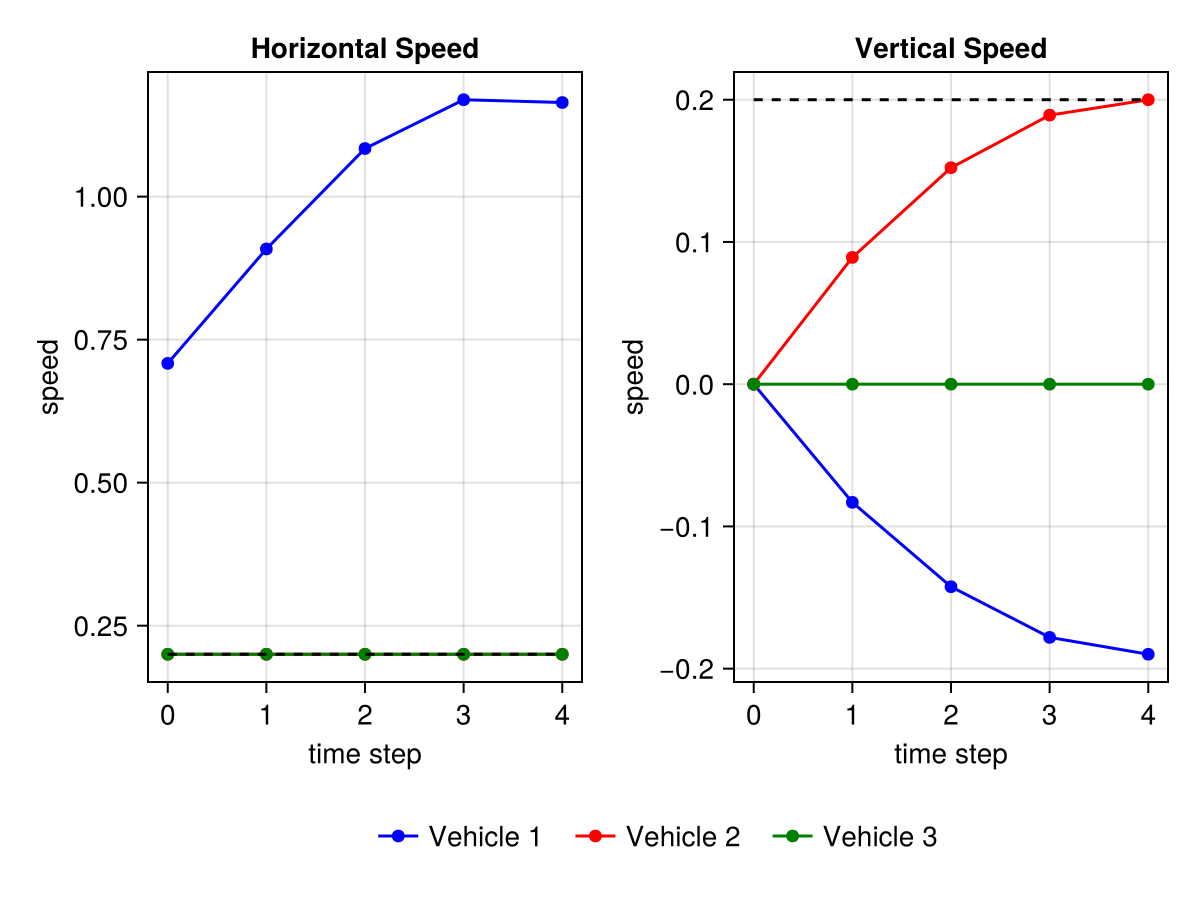 Horizontal Speed
1.00
0.75
0.50
0.25
speed
0 1 2 3 4
time step
Vertical Speed
0.2
0.1
0.0
−0.1
−0.2
speed
0 1 2 3 4
time step
Vehicle 1 Vehicle 2 Vehicle 3